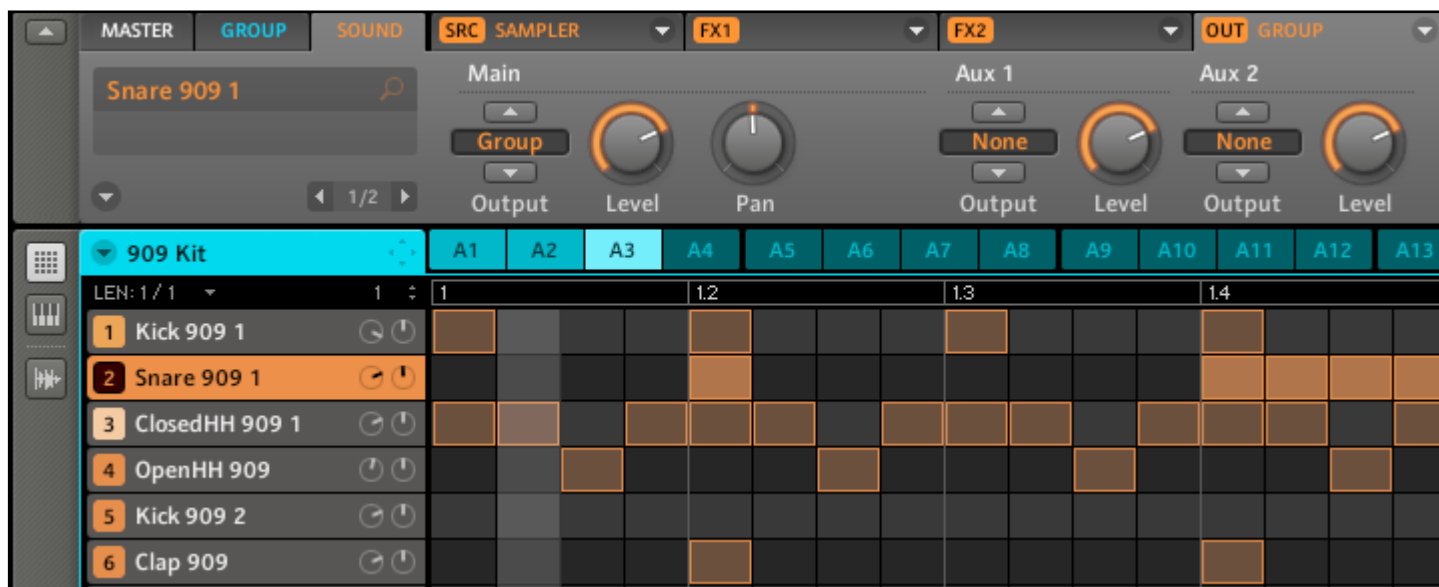 MASTER GROUP SOUND SRC SAMPLER FX1 FX2 OUT GROUP
Main Aux 1 Aux 2
Snare 909 1
Group None None
1/2
Output Level Pan Output Level Output Level
909 Kit A1 A2 A3 A4 A5 A6 A7 A8 A9 A10 A11 A12 A13
LEN: 1 / 1 1 1 1.2 1.3 1.4
1 Kick 909 1
2 Snare 909 1
3 ClosedHH 909 1
4 OpenHH 909
5 Kick 909 2
6 Clap 909